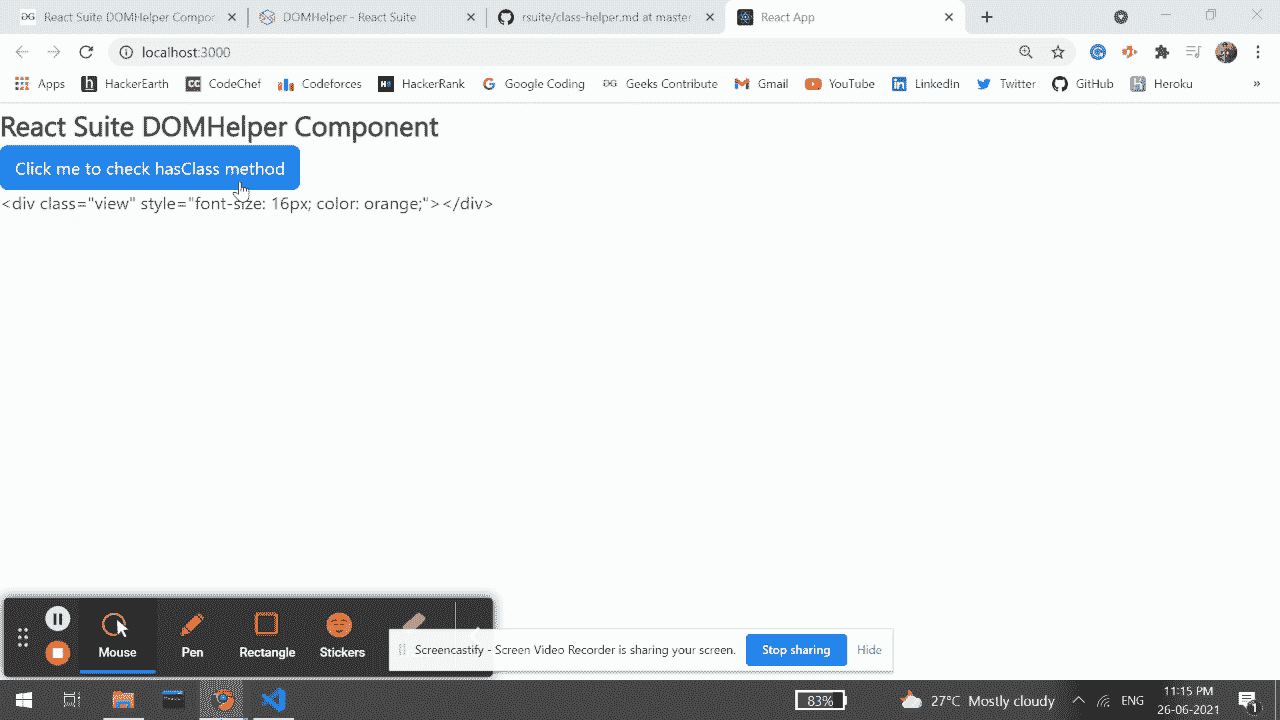 React Suite DOMHelper Compo
DOMHelper - React Suite
rsuite/class-helper.md at master
React App
localhost:3000
Apps
HackerEarth
CodeChef
Codeforces
HackerRank
Google Coding
Geeks Contribute
Gmail
YouTube
LinkedIn
Twitter
GitHub
Heroku
»
React Suite DOMHelper Component
Click me to check hasClass method
<div class="view" style="font-size: 16px; color: orange;"></div>
Mouse
Pen
Rectangle
Stickers
Screencastify - Screen Video Recorder is sharing your screen.
Stop sharing
Hide
83%
27°C Mostly cloudy
ENG
11:15 PM
26-06-2021
1